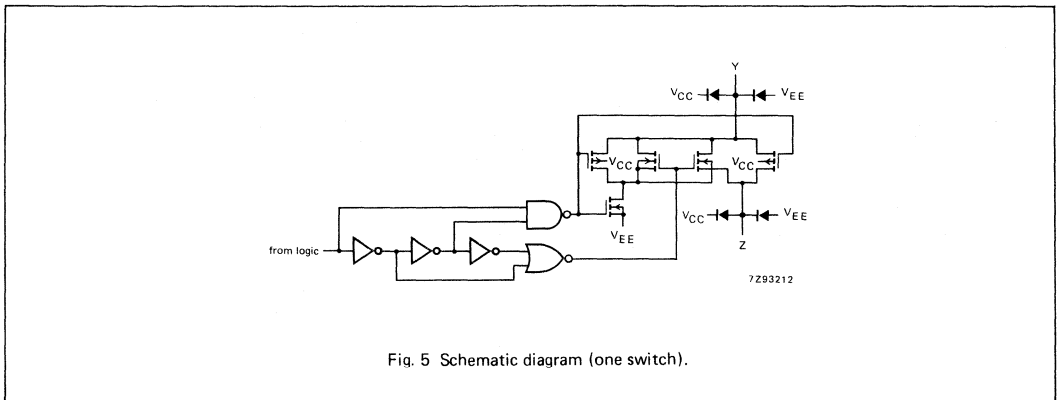 Y
VCC
VEE
VCC
VCC
VCC
VEE
VEE
Z
from logic
7Z93212
Fig. 5 Schematic diagram (one switch).